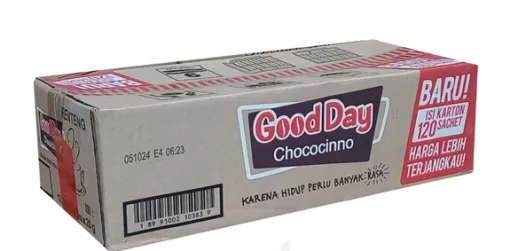 RENTENG
051024 E4 06:23
Good Day
Chococinno
KARENA HIDUP PERLU BANYAK RASA
BARU!
ISI KARTON
120 SACHET
HARGA LEBIH
TERJANGKAU!